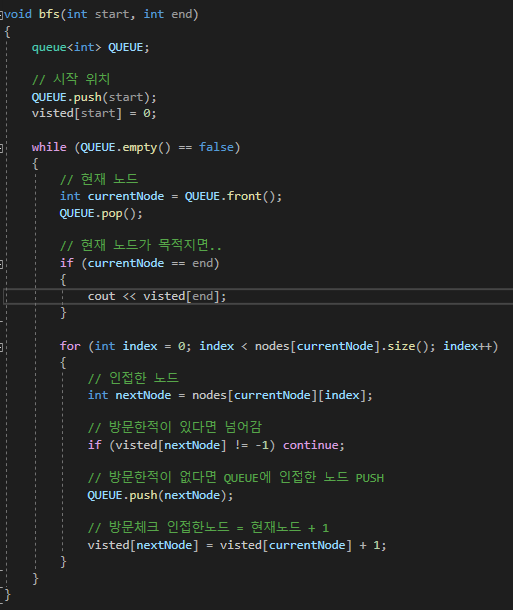 void bfs(int start, int end)
{
queue<int> QUEUE;
// 시작 위치
QUEUE.push(start);
visted[start] = 0;
while (QUEUE.empty() == false)
{
// 현재 노드
int currentNode = QUEUE.front();
QUEUE.pop();
// 현재 노드가 목적지면..
if (currentNode == end)
{
cout << visted[end];
}
for (int index = 0; index < nodes[currentNode].size(); index++)
{
// 인접한 노드
int nextNode = nodes[currentNode][index];
// 방문한적이 있다면 넘어감
if (visted[nextNode] != -1) continue;
// 방문한적이 없다면 QUEUE에 인접한 노드 PUSH
QUEUE.push(nextNode);
// 방문체크 인접한노드 = 현재노드 + 1
visted[nextNode] = visted[currentNode] + 1;
}
}
}